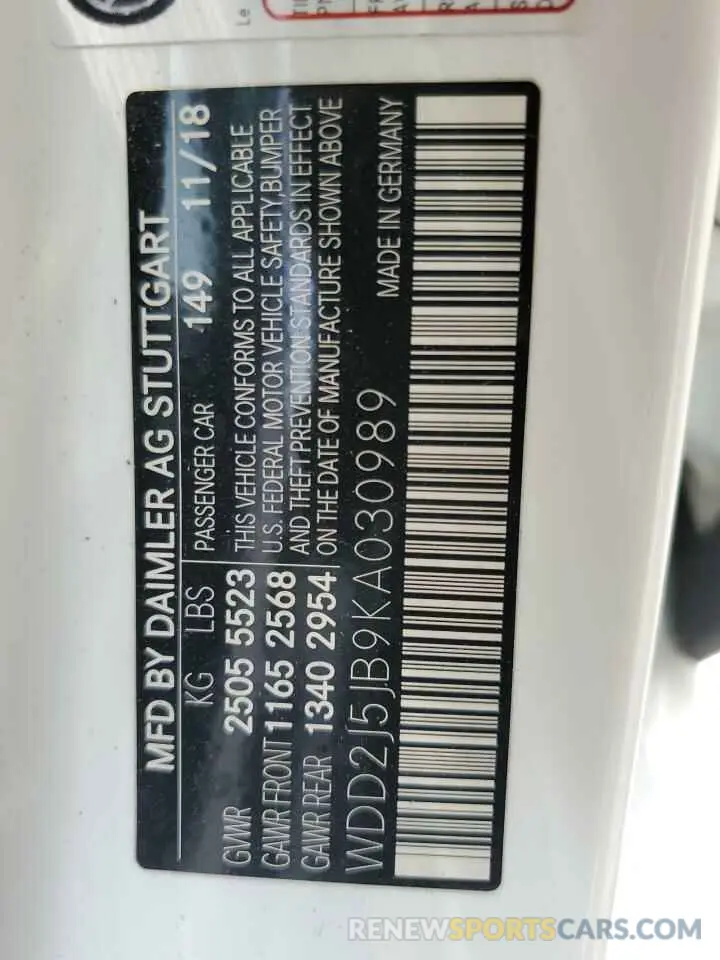 MFD BY DAIMLER AG STUTTGART
KG LBS PASSENGER CAR 149 11/18
GVWR 2505 5523
GAWR FRONT 1165 2568
GAWR REAR 1340 2954
THIS VEHICLE CONFORMS TO ALL APPLICABLE
U.S. FEDERAL MOTOR VEHICLE SAFETY, BUMPER
AND THEFT PREVENTION STANDARDS IN EFFECT
ON THE DATE OF MANUFACTURE SHOWN ABOVE
WDD2J5JB9KA030989
MADE IN GERMANY
Le
RENEWSPORTSCARS.COM